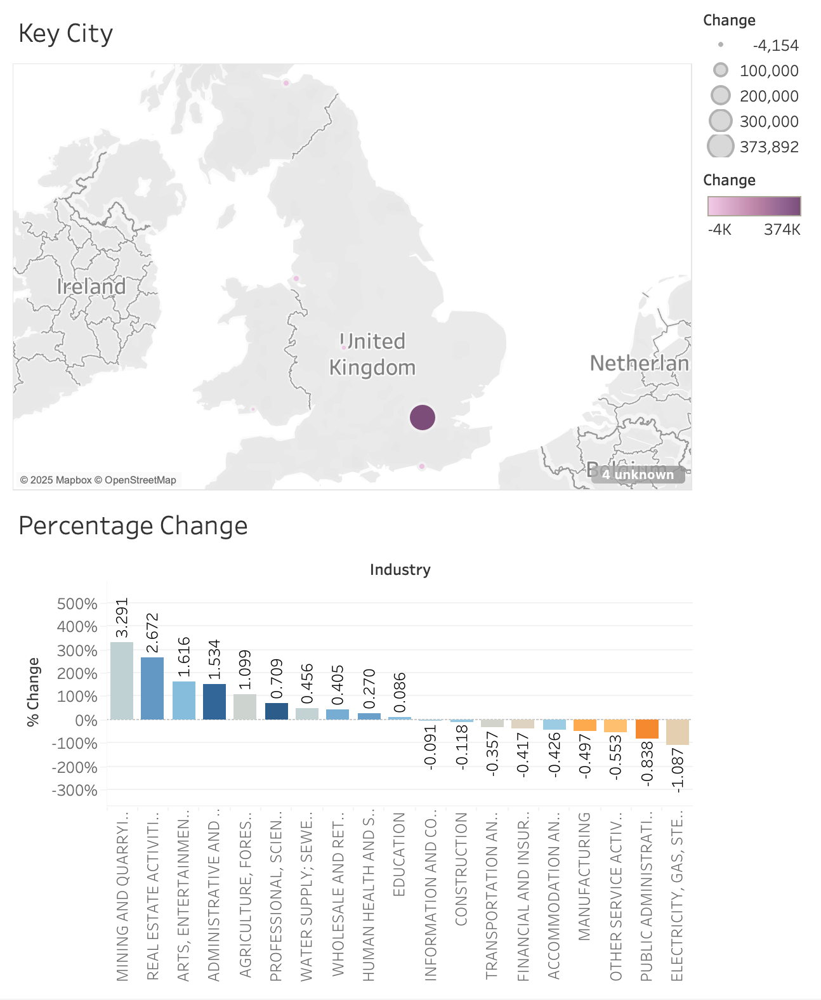 Key City
Change
-4,154
100,000
200,000
300,000
373,892
Change
-4K 374K
Ireland
United
Kingdom
Netherlan
Belgium
4 unknown
© 2025 Mapbox © OpenStreetMap
Percentage Change
Industry
% Change
500%
400%
300%
200%
100%
0%
-100%
-200%
-300%
3.291
2.672
1.616
1.534
1.099
0.709
0.456
0.405
0.270
0.086
-0.091
-0.118
-0.357
-0.417
-0.426
-0.497
-0.553
-0.838
-1.087
MINING AND QUARRYI..
REAL ESTATE ACTIVITI..
ARTS, ENTERTAINMEN..
ADMINISTRATIVE AND ..
AGRICULTURE, FORES..
PROFESSIONAL, SCIEN..
WATER SUPPLY; SEWE..
WHOLESALE AND RET..
HUMAN HEALTH AND S..
EDUCATION
INFORMATION AND CO..
CONSTRUCTION
TRANSPORTATION AN..
FINANCIAL AND INSUR..
ACCOMMODATION AN..
MANUFACTURING
OTHER SERVICE ACTIV..
PUBLIC ADMINISTRATI..
ELECTRICITY, GAS, STE..